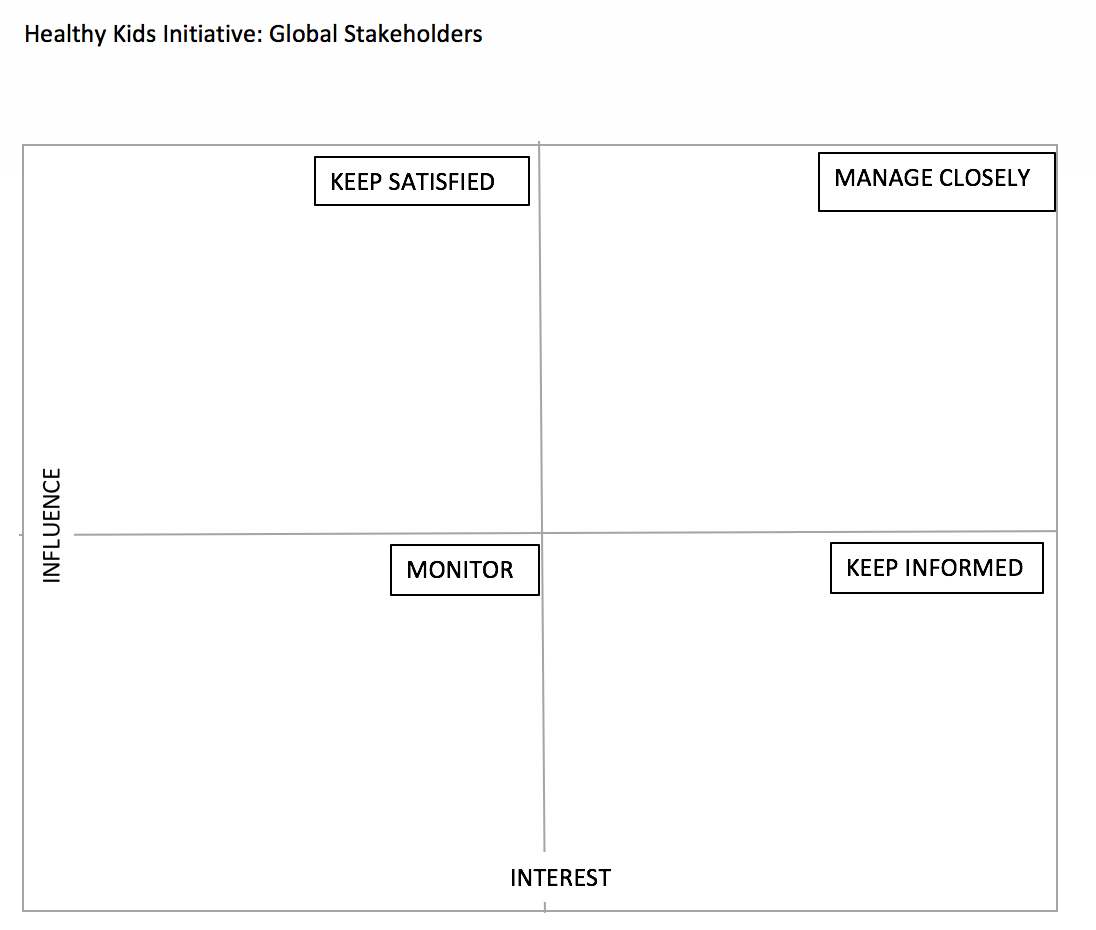 Healthy Kids Initiative: Global Stakeholders
KEEP SATISFIED
MANAGE CLOSELY
INFLUENCE
MONITOR
KEEP INFORMED
INTEREST